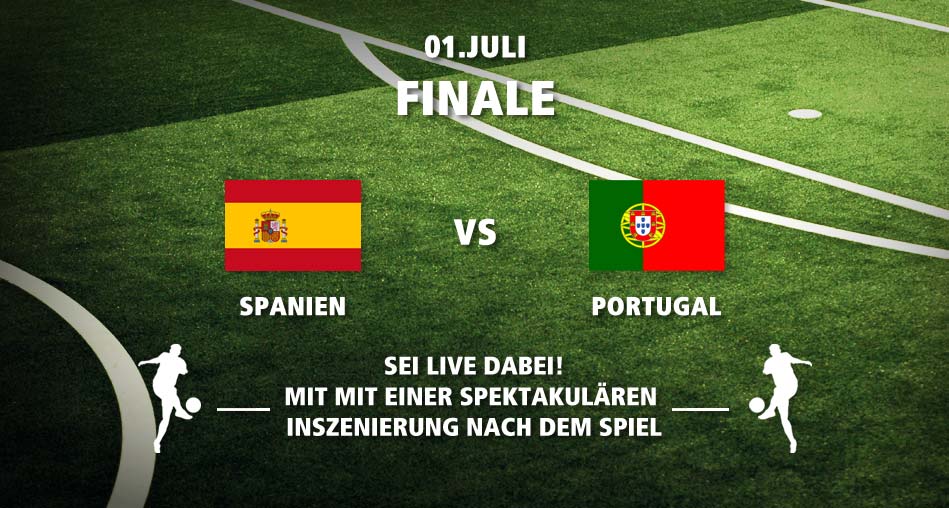 01.JULI
FINALE
VS
SPANIEN
PORTUGAL
SEI LIVE DABEI!
MIT MIT EINER SPEKTAKULÄREN
INSZENIERUNG NACH DEM SPIEL